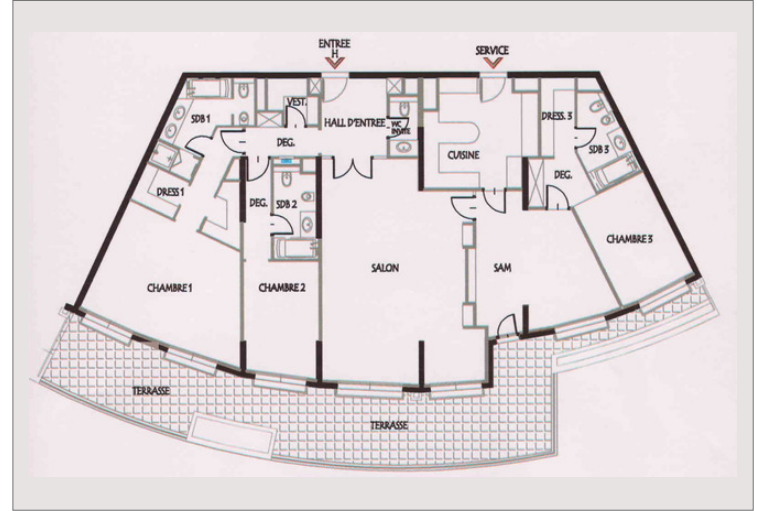 ENTREE
H
SERVICE
VEST.
SDB 1
HALL D'ENTREE
WC
INVITE
DRESS. 3
DEG.
CUISINE
SDB 3
DEG.
DRESS 1
DEG.
SDB 2
CHAMBRE 3
SALON
SAM
CHAMBRE 1
CHAMBRE 2
TERRASSE
TERRASSE